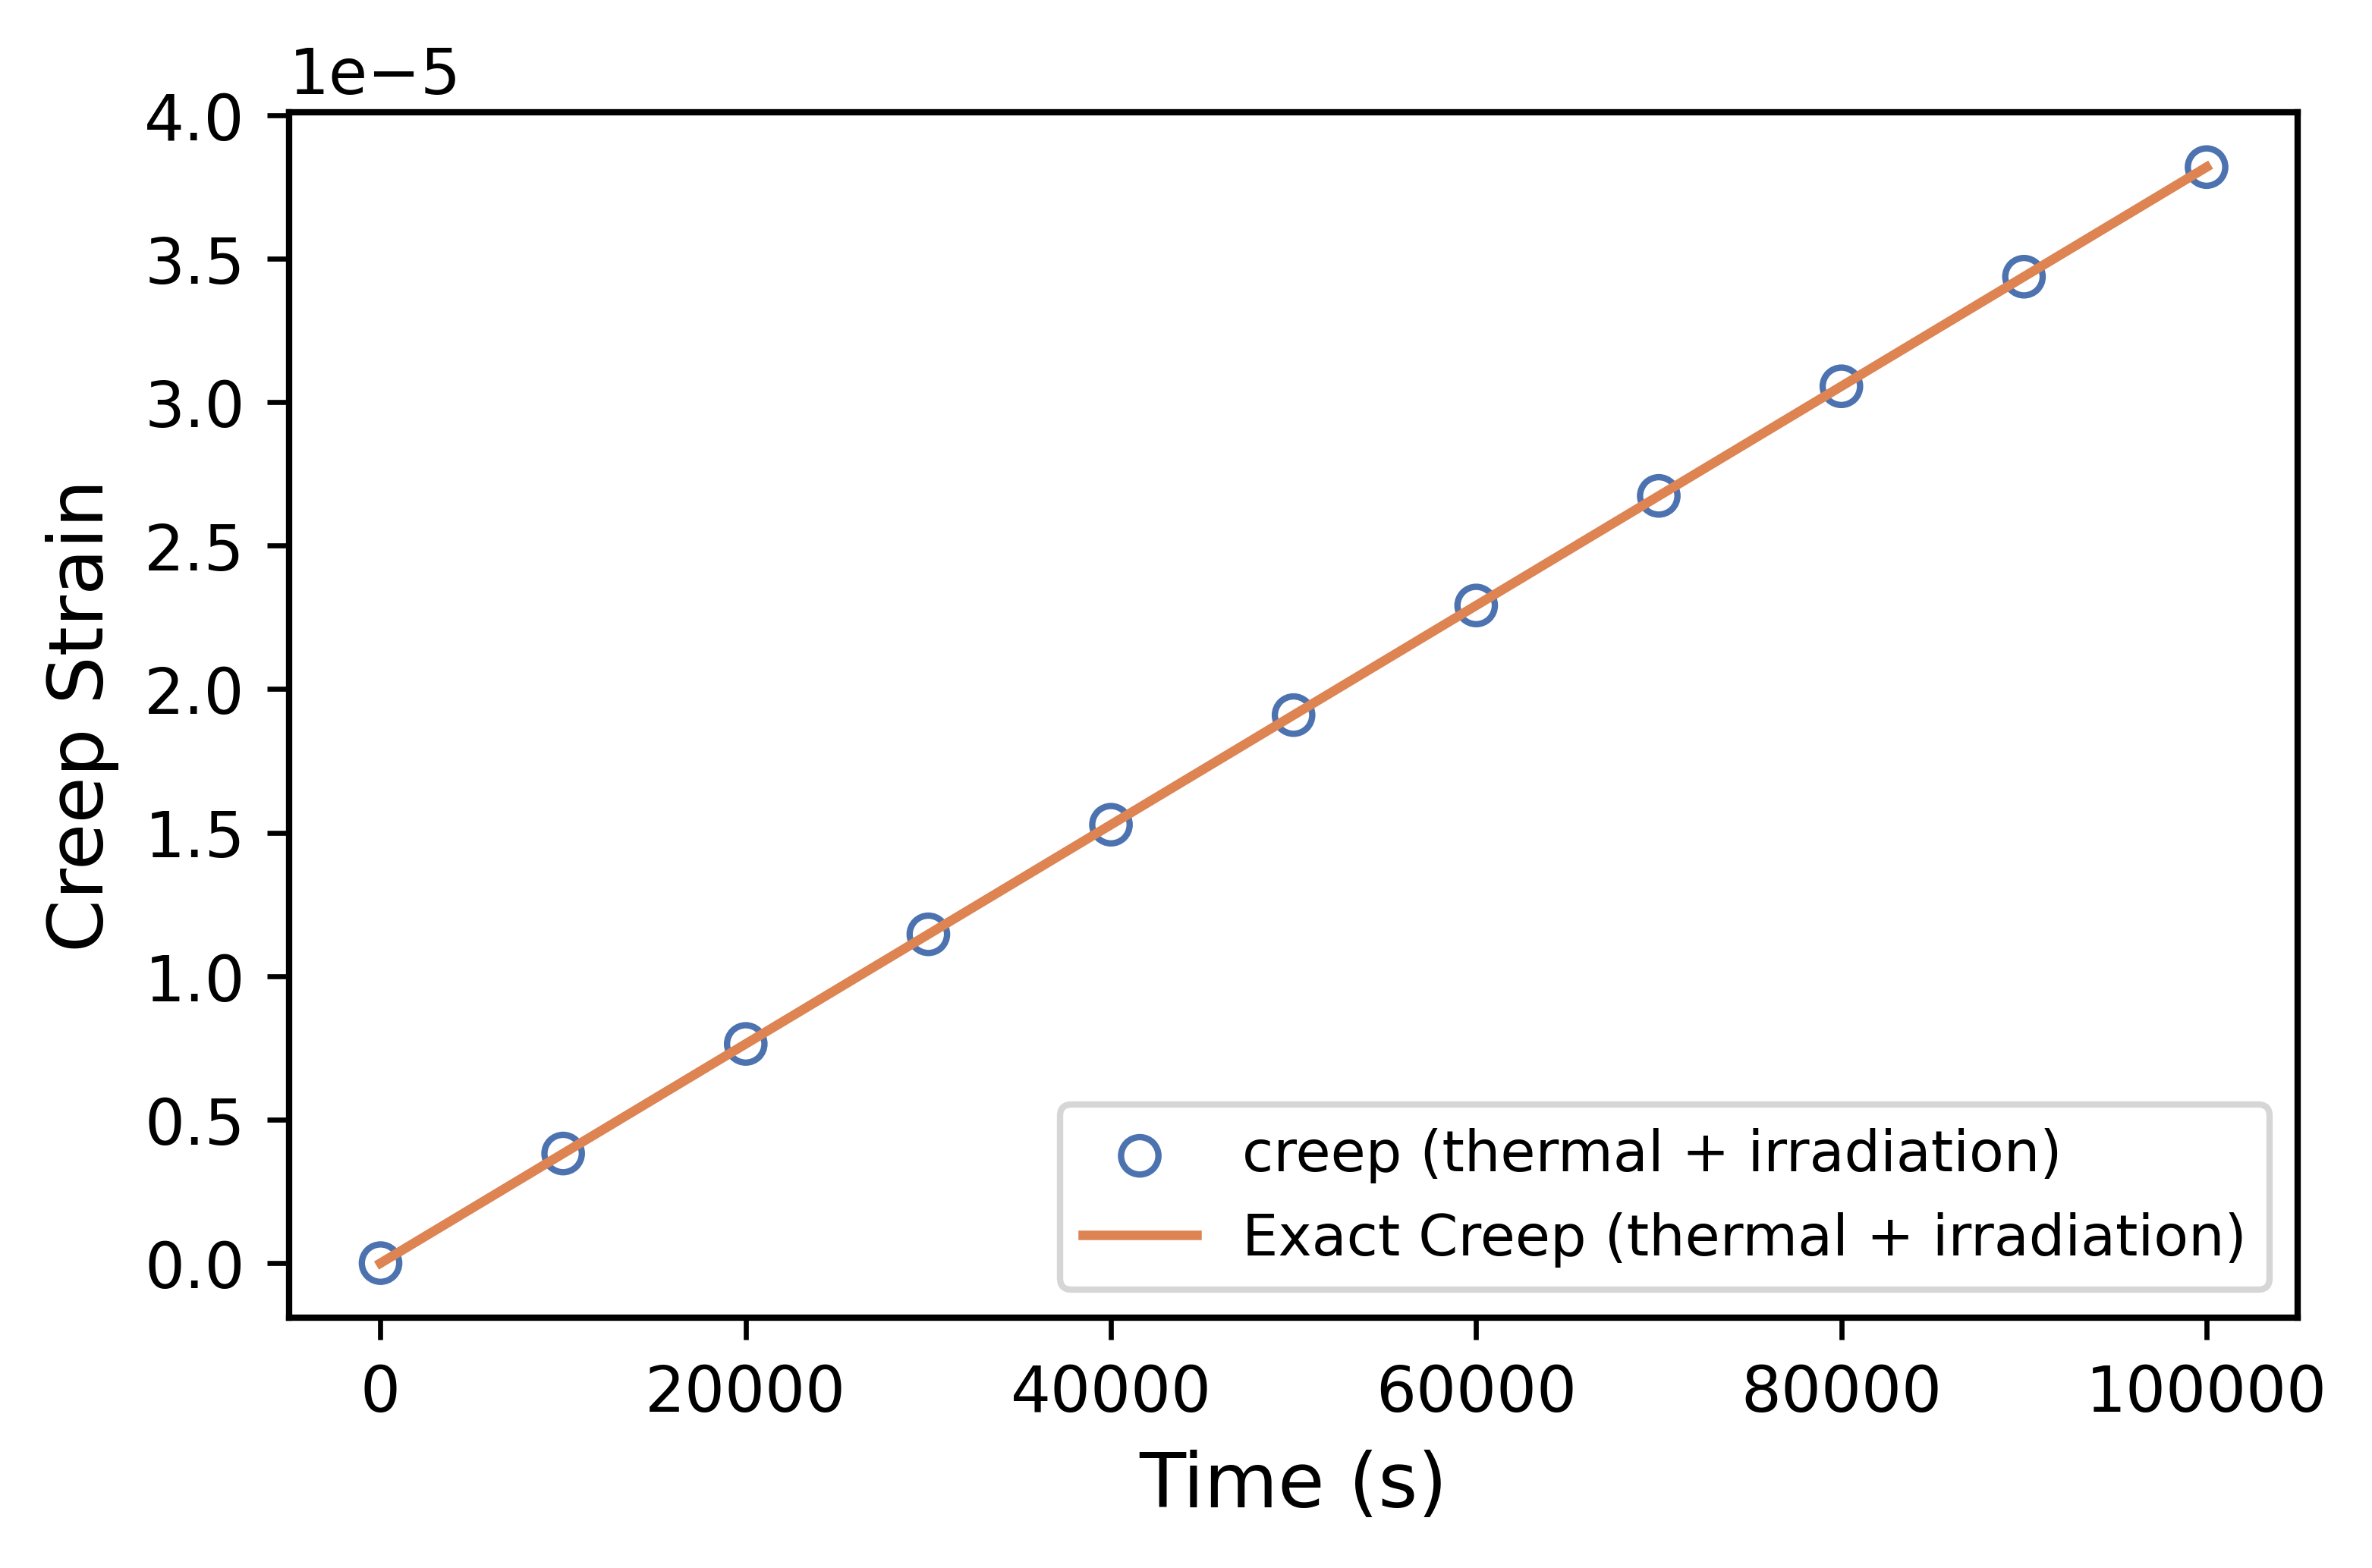 1e−5
4.0
3.5
3.0
2.5
2.0
1.5
1.0
0.5
0.0
Creep Strain
creep (thermal + irradiation)
Exact Creep (thermal + irradiation)
0 20000 40000 60000 80000 100000
Time (s)